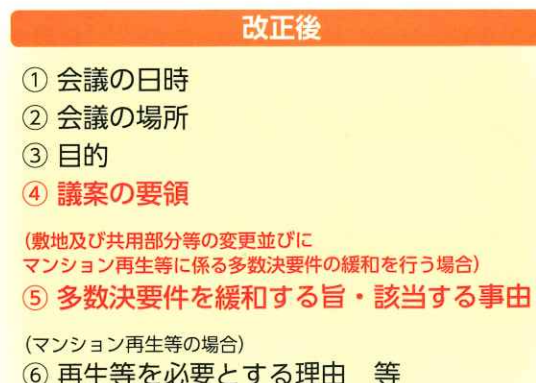 改正後
① 会議の日時
② 会議の場所
③ 目的
④ 議案の要領
(敷地及び共用部分等の変更並びに
マンション再生等に係る多数決要件の緩和を行う場合)
⑤ 多数決要件を緩和する旨・該当する事由
(マンション再生等の場合)
⑥ 再生等を必要とする理由　等